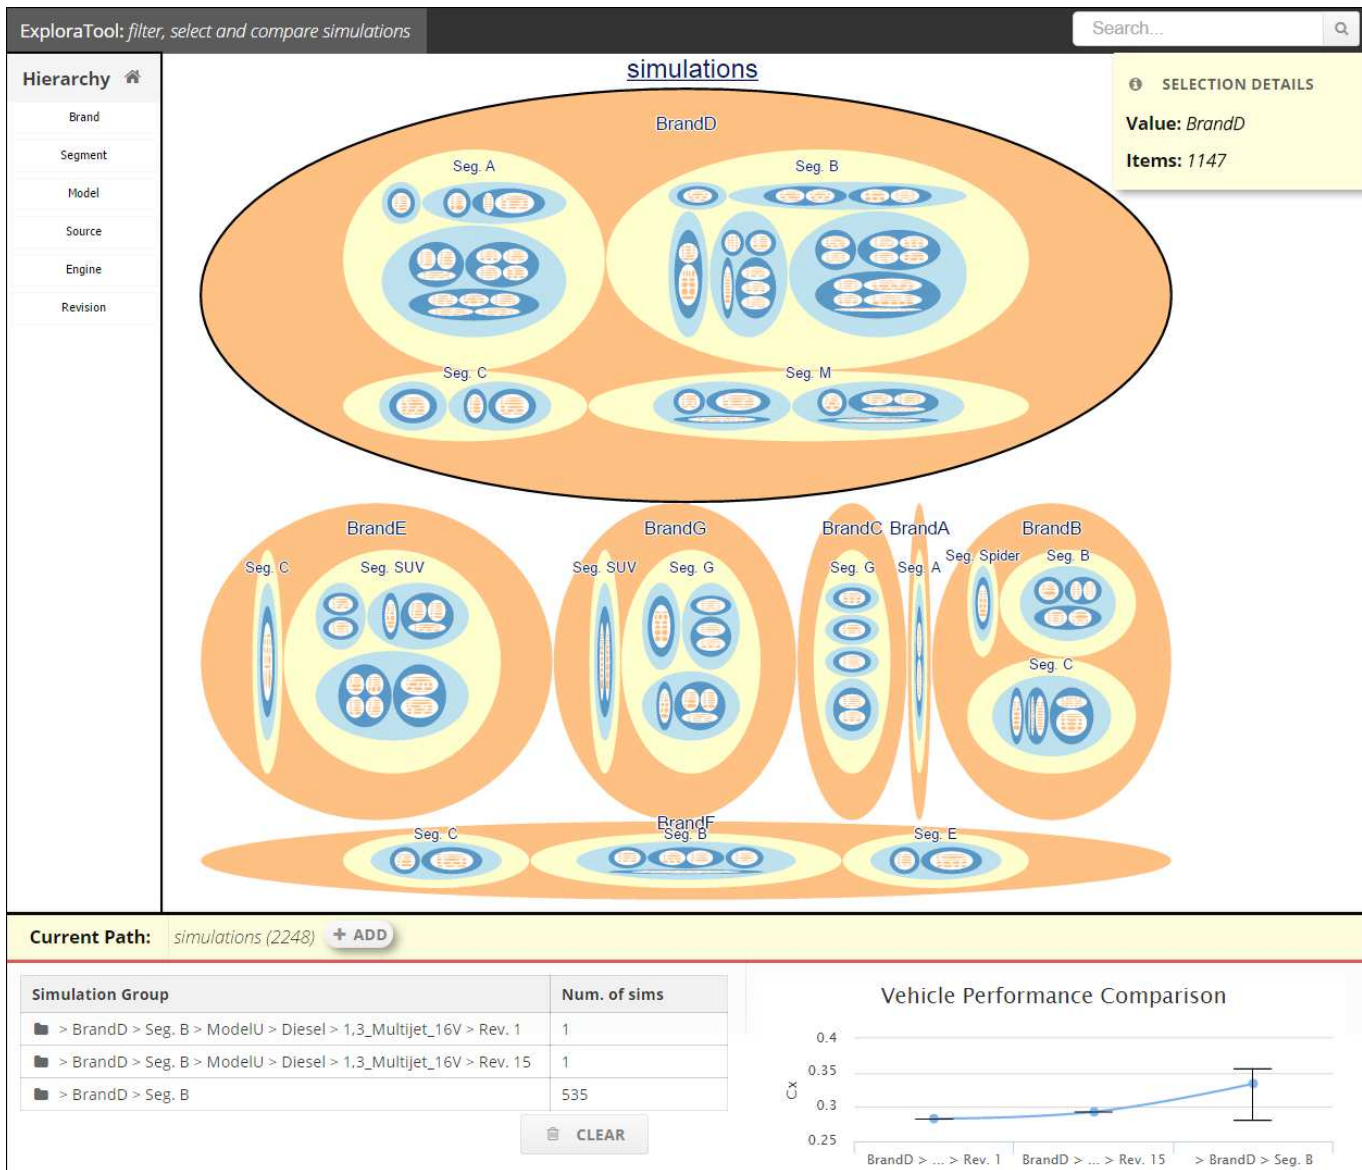 ExploraTool: filter, select and compare simulations
Search...
Hierarchy
Brand
Segment
Model
Source
Engine
Revision
simulations
SELECTION DETAILS
Value: BrandD
Items: 1147
BrandD
Seg. A
Seg. B
Seg. C
Seg. M
BrandE
BrandG
BrandC
BrandA
BrandB
Seg. C
Seg. SUV
Seg. SUV
Seg. G
Seg. G
Seg. A
Seg. Spider
Seg. B
Seg. C
BrandF
Seg. C
Seg. B
Seg. E
Current Path: simulations (2248) + ADD
Simulation Group Num. of sims
> BrandD > Seg. B > ModelU > Diesel > 1,3_Multijet_16V > Rev. 1 1
> BrandD > Seg. B > ModelU > Diesel > 1,3_Multijet_16V > Rev. 15 1
> BrandD > Seg. B 535
CLEAR
Vehicle Performance Comparison
Cx
0.4
0.35
0.3
0.25
BrandD > ... > Rev. 1
BrandD > ... > Rev. 15
> BrandD > Seg. B